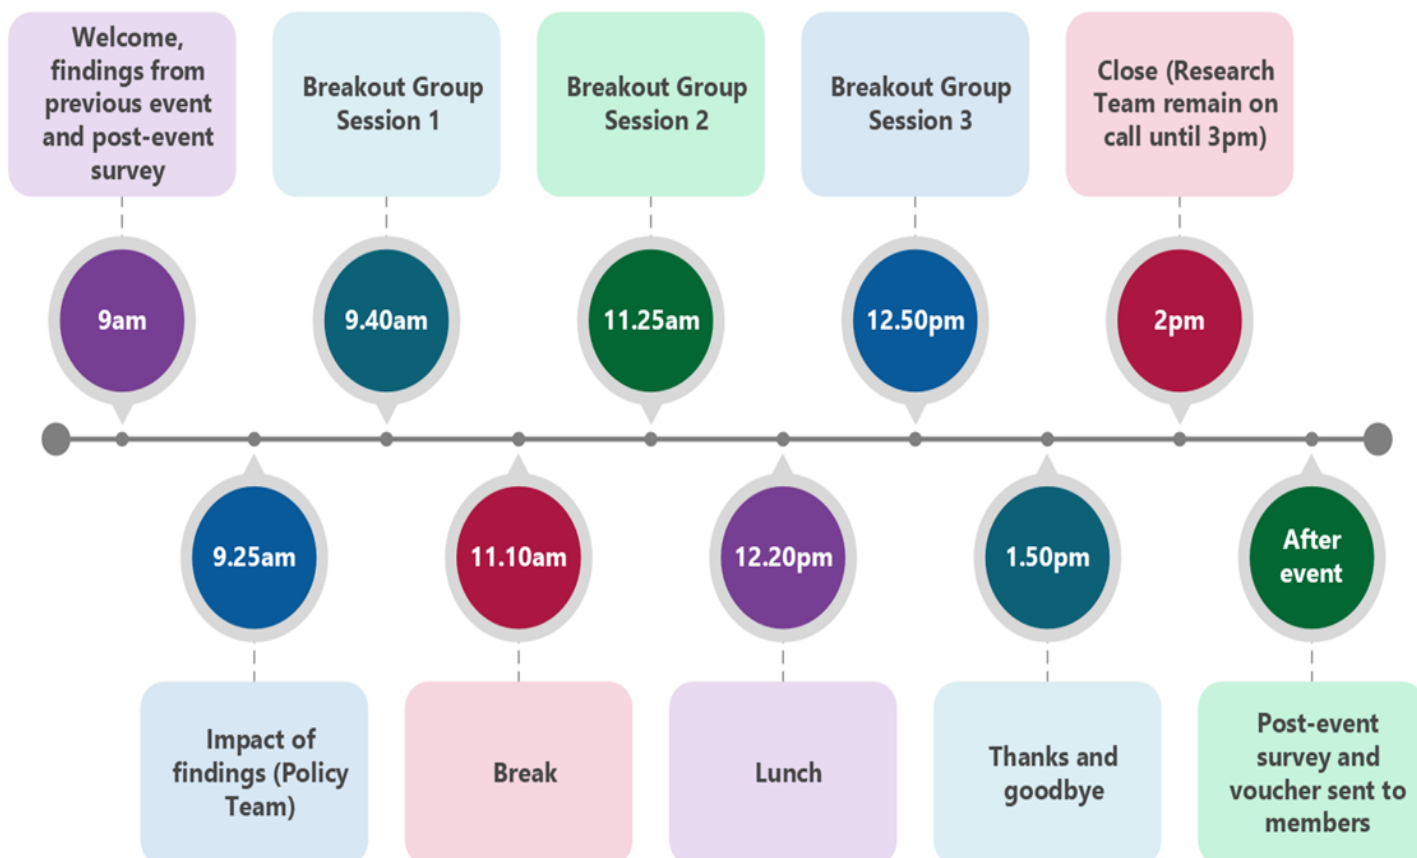 Welcome,
findings from
previous event
and post-event
survey
9am
Impact of
findings (Policy
Team)
9.25am
Breakout Group
Session 1
9.40am
Break
11.10am
Breakout Group
Session 2
11.25am
Lunch
12.20pm
Breakout Group
Session 3
12.50pm
Thanks and
goodbye
1.50pm
Close (Research
Team remain on
call until 3pm)
2pm
After
event
Post-event
survey and
voucher sent to
members